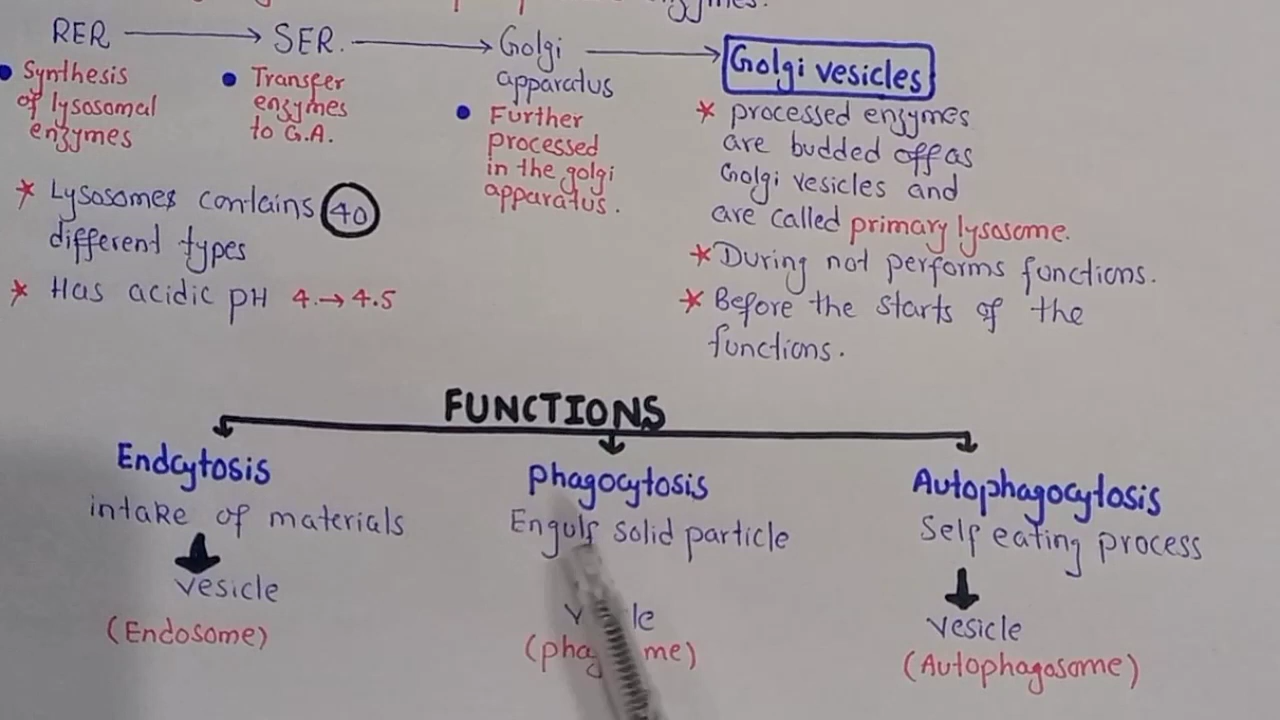 enzymes.
RER → SER. → Golgi apparatus → Golgi vesicles
• Synthesis
of lysosomal
enzymes
• Transfer
enzymes
to G.A.
• Further
processed
in the golgi
apparatus.
* processed enzymes
are budded off as
Golgi vesicles and
are called primary lysosome.
* During not performs functions.
* Before the starts of the
functions.
* Lysosomes contains 40
different types
* Has acidic pH 4.→4.5
FUNCTIONS
Endcytosis
intake of materials
vesicle
(Endosome)
phagocytosis
Engulf solid particle
Autophagocytosis
Self eating process
vesicle
(Autophagosome)